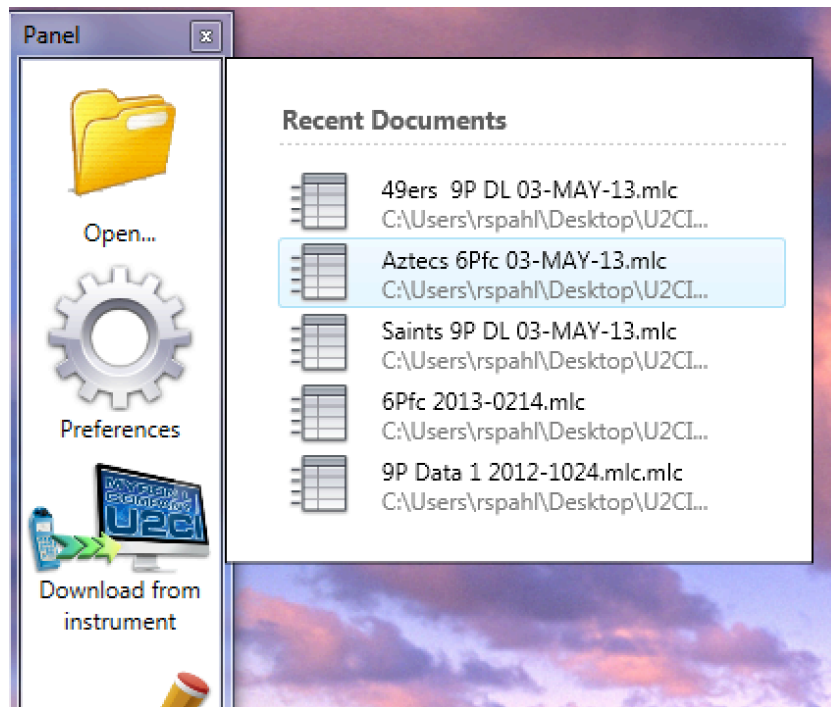 Panel
Open...
Preferences
MYRON L
COMPANY
U2CI
Download from
instrument
Recent Documents
49ers  9P DL 03-MAY-13.mlc
C:\Users\rspahl\Desktop\U2CI...
Aztecs 6Pfc 03-MAY-13.mlc
C:\Users\rspahl\Desktop\U2CI...
Saints 9P DL 03-MAY-13.mlc
C:\Users\rspahl\Desktop\U2CI...
6Pfc 2013-0214.mlc
C:\Users\rspahl\Desktop\U2CI...
9P Data 1 2012-1024.mlc.mlc
C:\Users\rspahl\Desktop\U2CI...